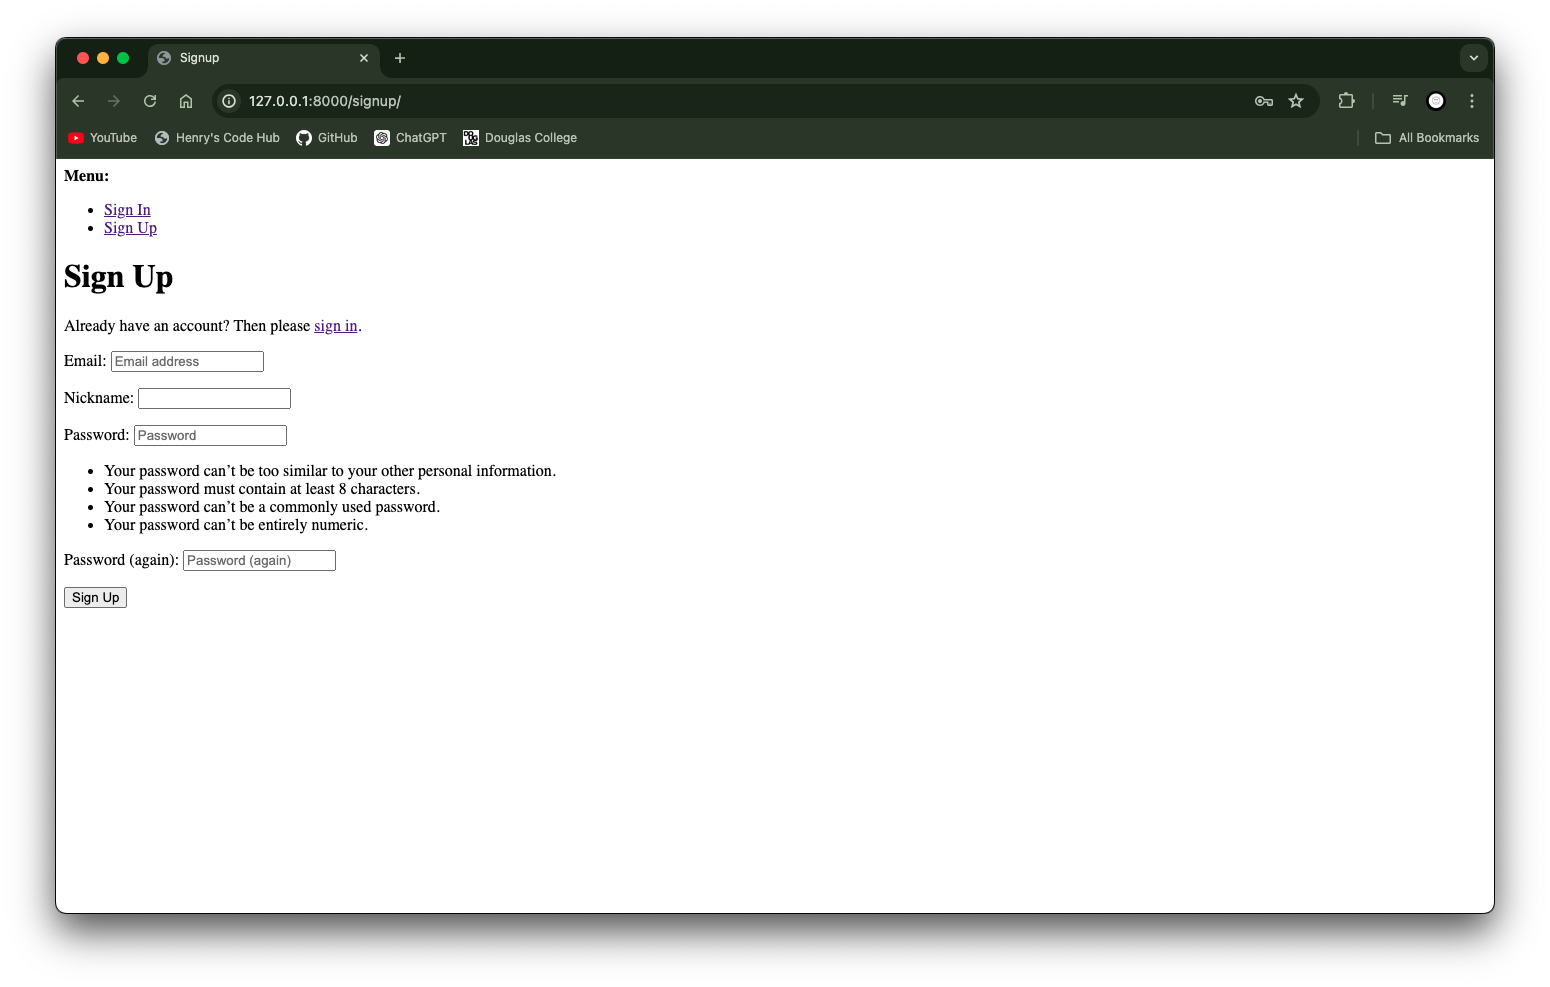 Signup
127.0.0.1:8000/signup/
YouTube Henry's Code Hub GitHub ChatGPT Douglas College All Bookmarks
Menu:
Sign In
Sign Up
Sign Up
Already have an account? Then please sign in.
Email: Email address
Nickname:
Password: Password
Your password can’t be too similar to your other personal information.
Your password must contain at least 8 characters.
Your password can’t be a commonly used password.
Your password can’t be entirely numeric.
Password (again): Password (again)
Sign Up